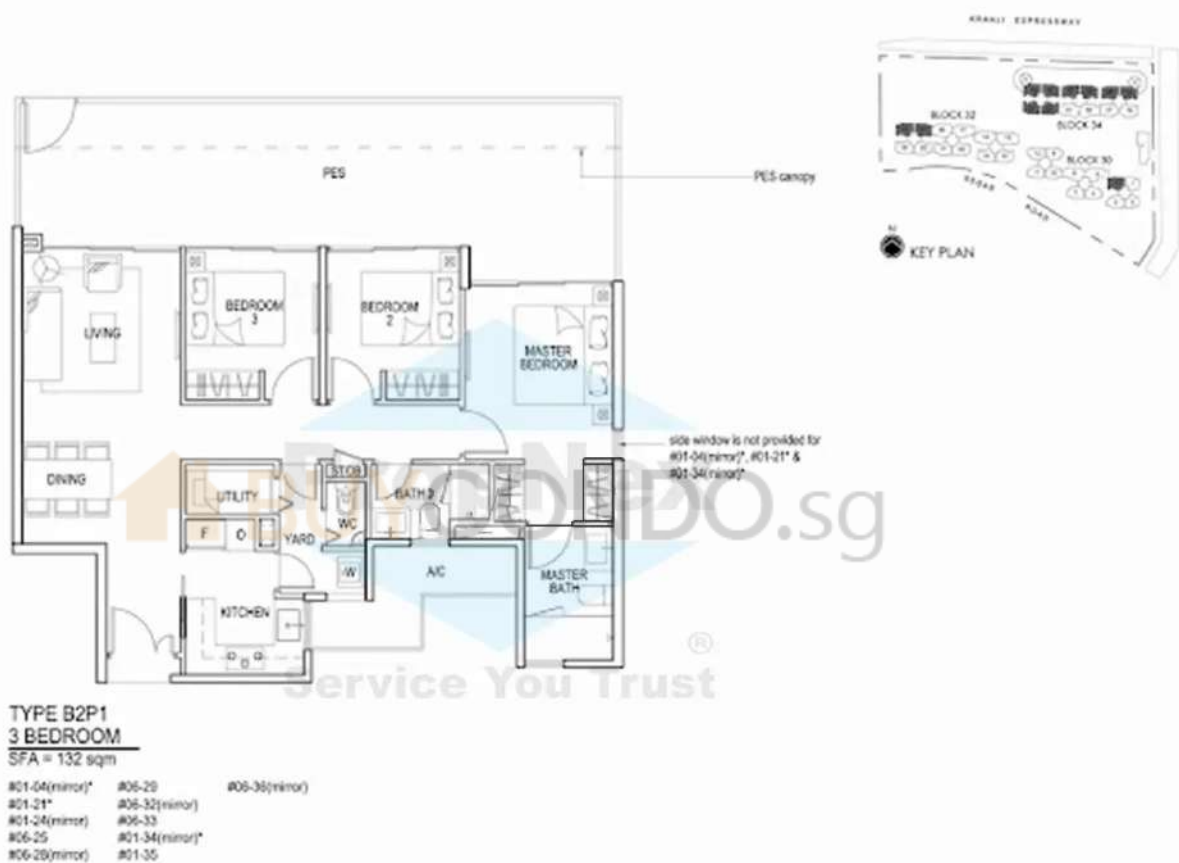 KRANJI EXPRESSWAY
BLOCK 32
BLOCK 34
BLOCK 30
SEGAR ROAD
N
KEY PLAN
PES
PES canopy
LIVING
BEDROOM
3
BEDROOM
2
MASTER
BEDROOM
side window is not provided for
#01-04(mirror)*, #01-21* &
#01-34(mirror)*
DINING
UTILITY
STOR
BATH 2
WC
F
YARD
W
A/C
MASTER
BATH
KITCHEN
BUYCONDO.sg
®
Service You Trust
TYPE B2P1
3 BEDROOM
SFA = 132 sqm
#01-04(mirror)* #06-29 #06-36(mirror)
#01-21* #06-32(mirror)
#01-24(mirror) #06-33
#06-25 #01-34(mirror)*
#06-28(mirror) #01-35